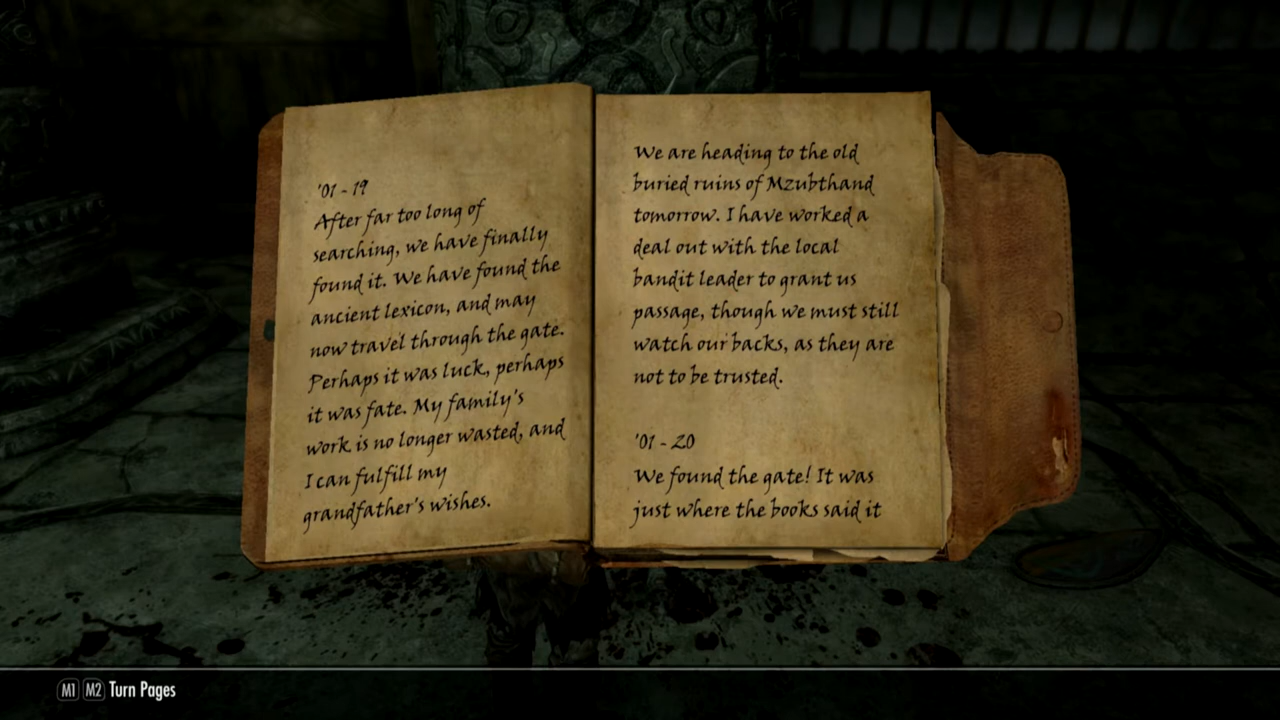 '01 - 19
After far too long of
searching, we have finally
found it. We have found the
ancient lexicon, and may
now travel through the gate.
Perhaps it was luck, perhaps
it was fate. My family's
work is no longer wasted, and
I can fulfill my
grandfather's wishes.
We are heading to the old
buried ruins of Mzubthand
tomorrow. I have worked a
deal out with the local
bandit leader to grant us
passage, though we must still
watch our backs, as they are
not to be trusted.
'01 - 20
We found the gate! It was
just where the books said it
M1 M2 Turn Pages